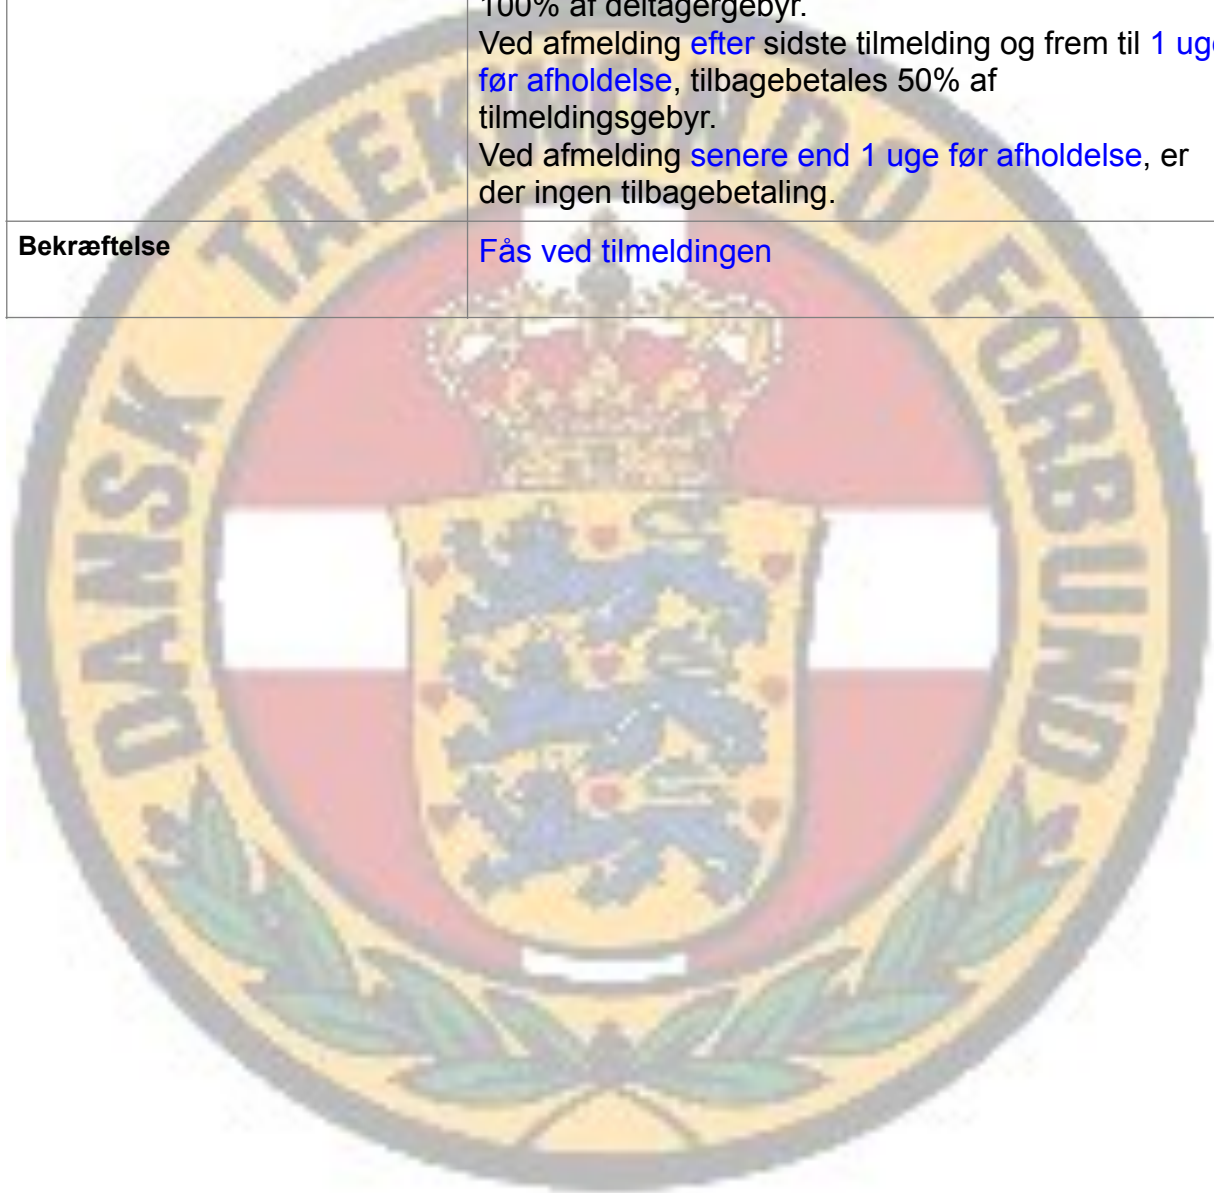 100% af deltagergebyr.
Ved afmelding efter sidste tilmelding og frem til 1 uge
før afholdelse, tilbagebetales 50% af
tilmeldingsgebyr.
Ved afmelding senere end 1 uge før afholdelse, er
der ingen tilbagebetaling.
Bekræftelse
Fås ved tilmeldingen
DANSK TAEKWONDO FORBUND